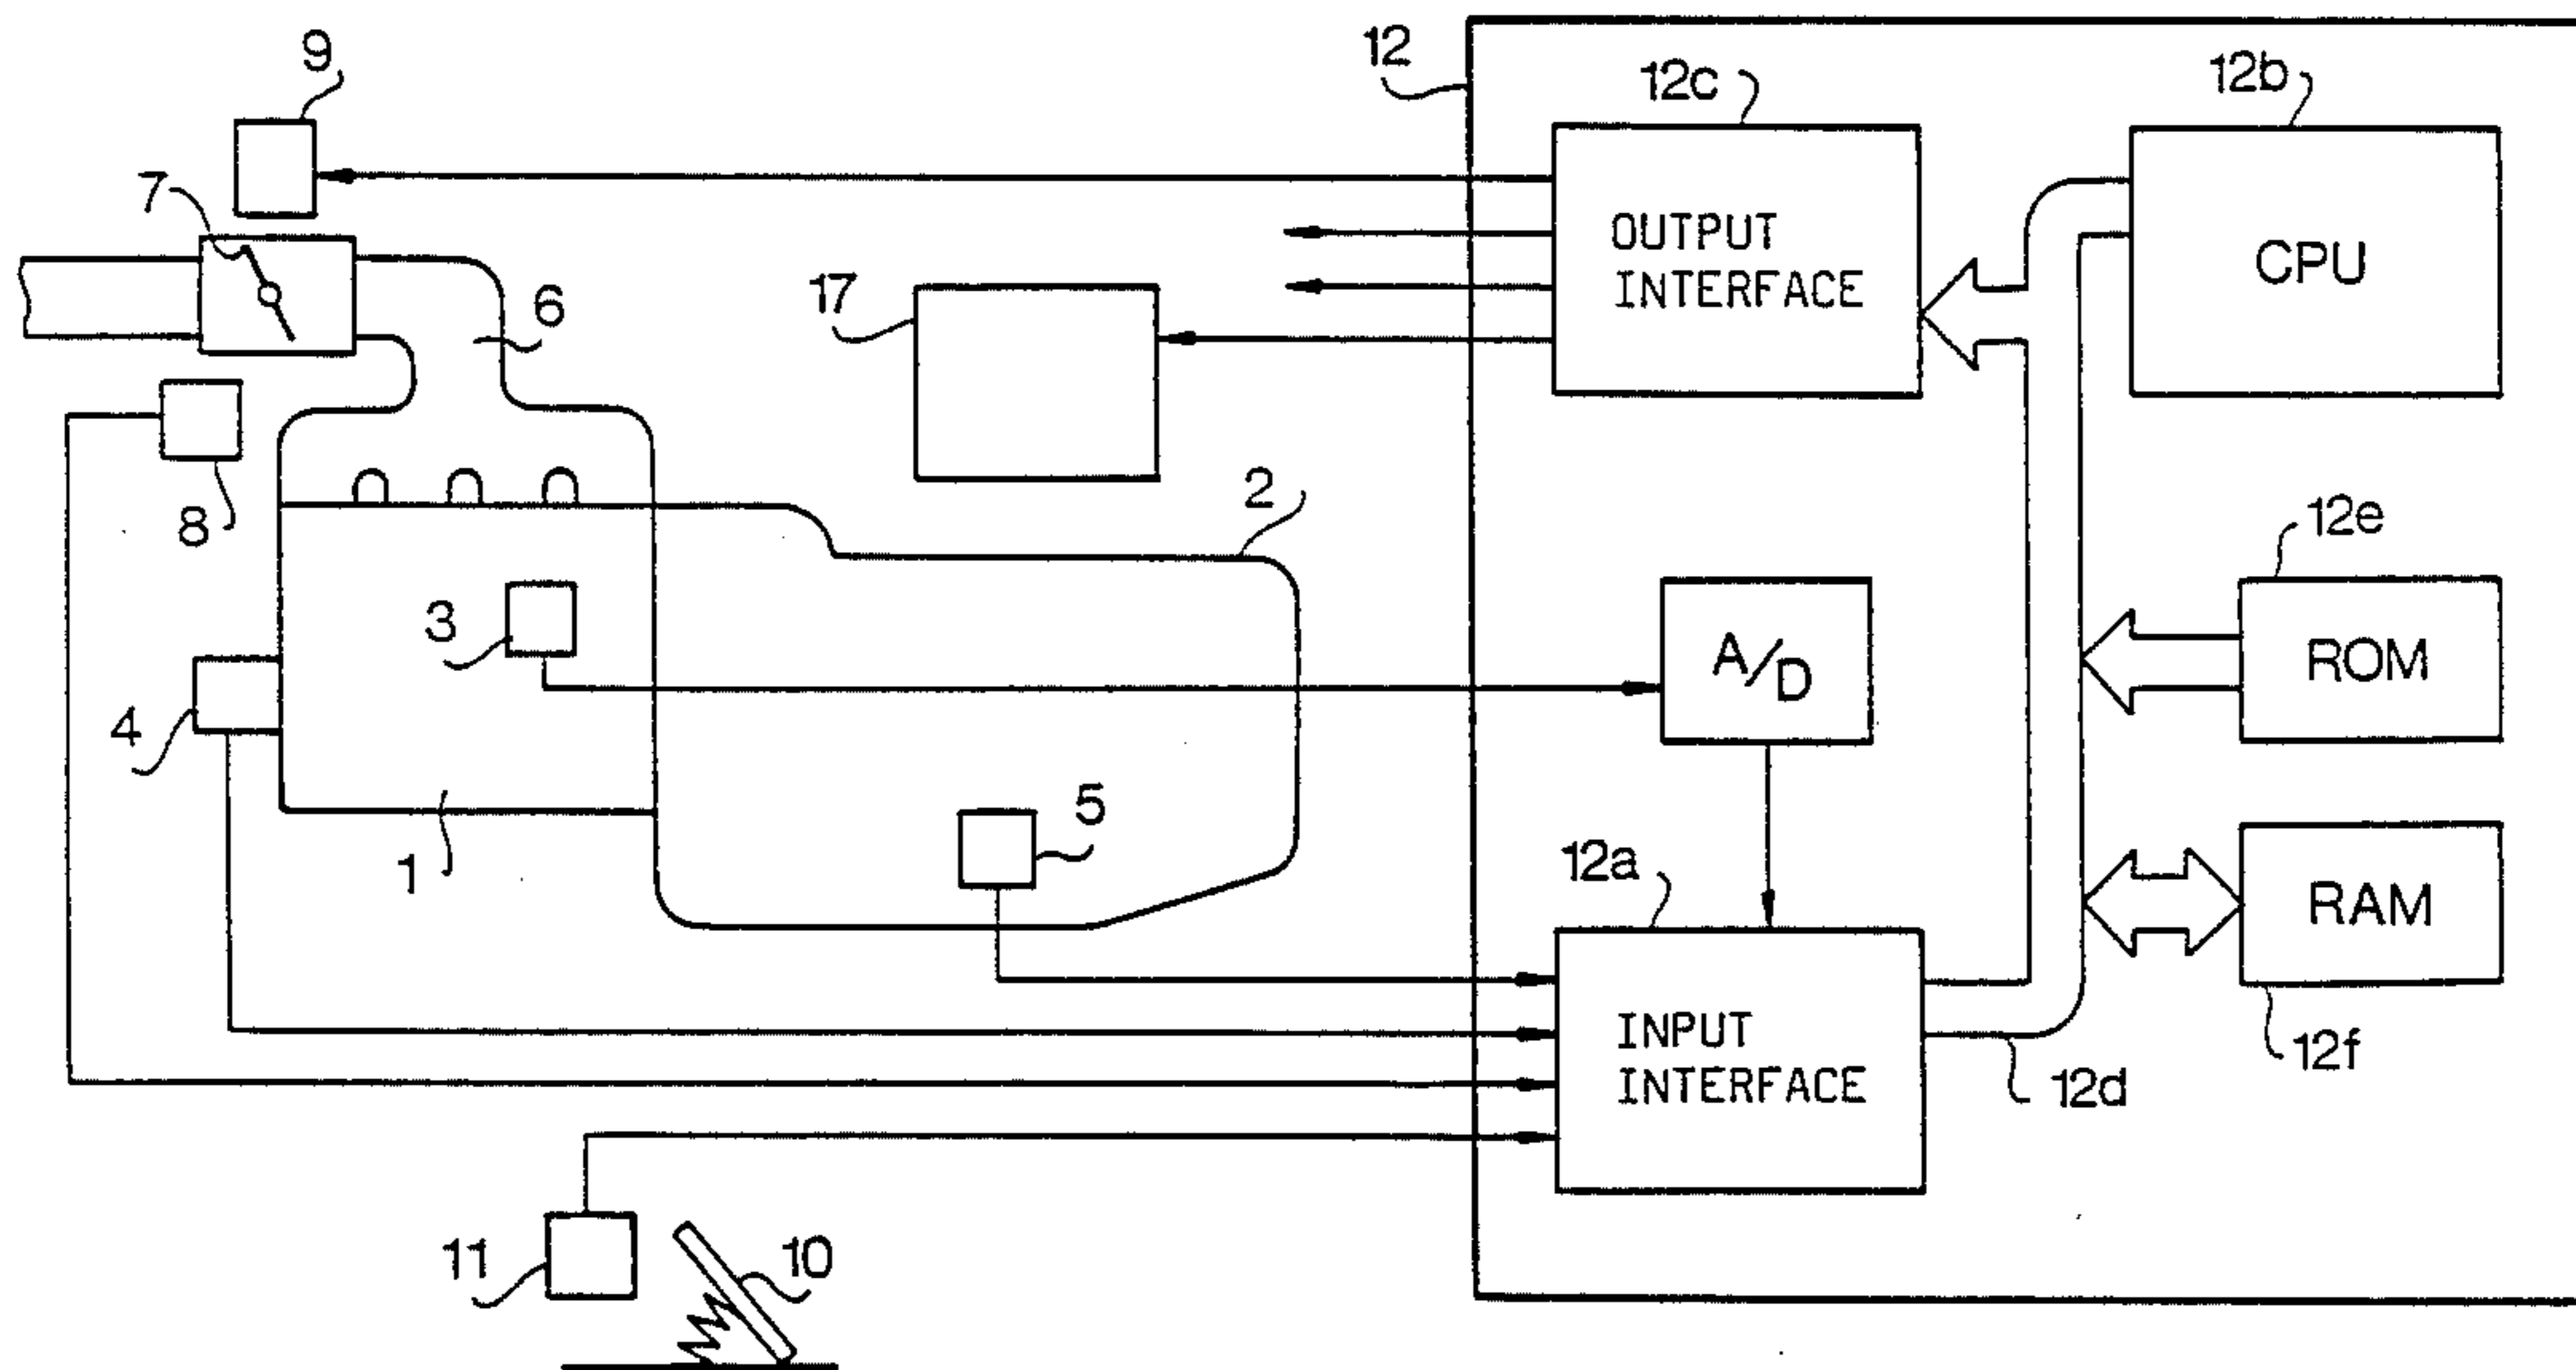 9
12
12c
12b
7
OUTPUT
INTERFACE
CPU
6
17
8
2
12e
3
A/D
ROM
4
5
1
12a
RAM
INPUT
INTERFACE
12f
12d
11
10